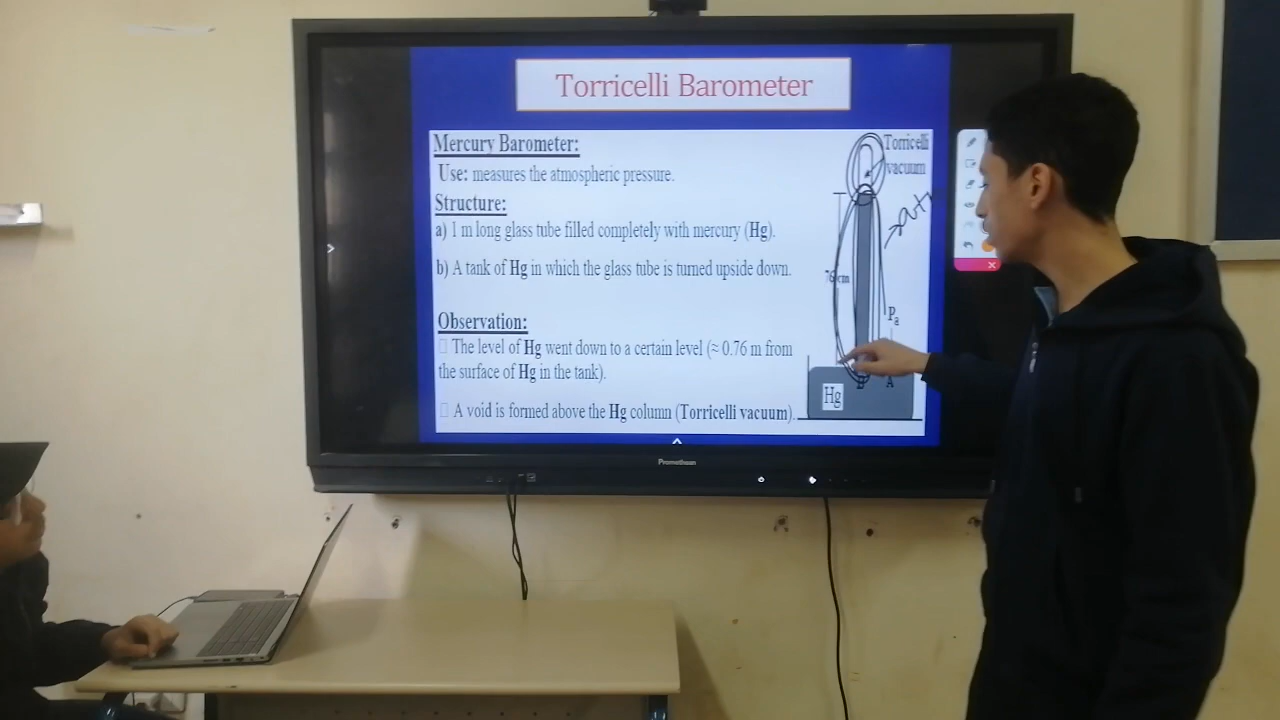 Torricelli Barometer
Mercury Barometer:
Use: measures the atmospheric pressure.
Structure:
a) 1 m long glass tube filled completely with mercury (Hg).
b) A tank of Hg in which the glass tube is turned upside down.
Observation:
The level of Hg went down to a certain level (≈ 0.76 m from
the surface of Hg in the tank).
A void is formed above the Hg column (Torricelli vacuum).
Torricelli
vacuum
76 cm
Pa
B A
Hg
Promethean